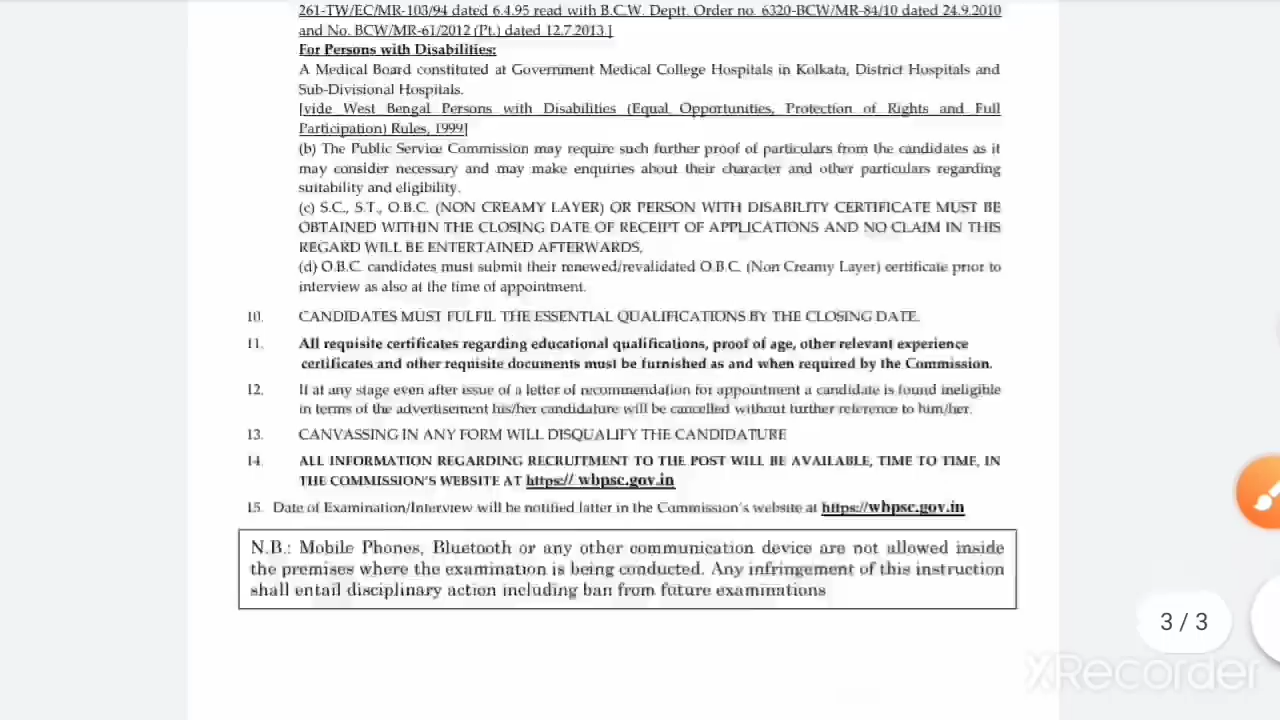 261-TW/EC/MR-103/94 dated 6.4.95 read with B.C.W. Deptt. Order no. 6320-BCW/MR-84/10 dated 24.9.2010
and No. BCW/MR-61/2012 (Pt.) dated 12.7.2013.]
For Persons with Disabilities:
A Medical Board constituted at Government Medical College Hospitals in Kolkata, District Hospitals and
Sub-Divisional Hospitals.
[vide West Bengal Persons with Disabilities (Equal Opportunities, Protection of Rights and Full
Participation) Rules, 1999]
(b) The Public Service Commission may require such further proof of particulars from the candidates as it
may consider necessary and may make enquiries about their character and other particulars regarding
suitability and eligibility.
(c) S.C., S.T., O.B.C. (NON CREAMY LAYER) OR PERSON WITH DISABILITY CERTIFICATE MUST BE
OBTAINED WITHIN THE CLOSING DATE OF RECEIPT OF APPLICATIONS AND NO CLAIM IN THIS
REGARD WILL BE ENTERTAINED AFTERWARDS.
(d) O.B.C. candidates must submit their renewed/revalidated O.B.C. (Non Creamy Layer) certificate prior to
interview as also at the time of appointment.
10. CANDIDATES MUST FULFIL THE ESSENTIAL QUALIFICATIONS BY THE CLOSING DATE.
11. All requisite certificates regarding educational qualifications, proof of age, other relevant experience
certificates and other requisite documents must be furnished as and when required by the Commission.
12. If at any stage even after issue of a letter of recommendation for appointment a candidate is found ineligible
in terms of the advertisement his/her candidature will be cancelled without further reference to him/her.
13. CANVASSING IN ANY FORM WILL DISQUALIFY THE CANDIDATURE
14. ALL INFORMATION REGARDING RECRUITMENT TO THE POST WILL BE AVAILABLE, TIME TO TIME, IN
THE COMMISSION'S WEBSITE AT https:// wbpsc.gov.in
15. Date of Examination/Interview will be notified latter in the Commission's website at https://wbpsc.gov.in
N.B.: Mobile Phones, Bluetooth or any other communication device are not allowed inside
the premises where the examination is being conducted. Any infringement of this instruction
shall entail disciplinary action including ban from future examinations
3 / 3
XRecorder